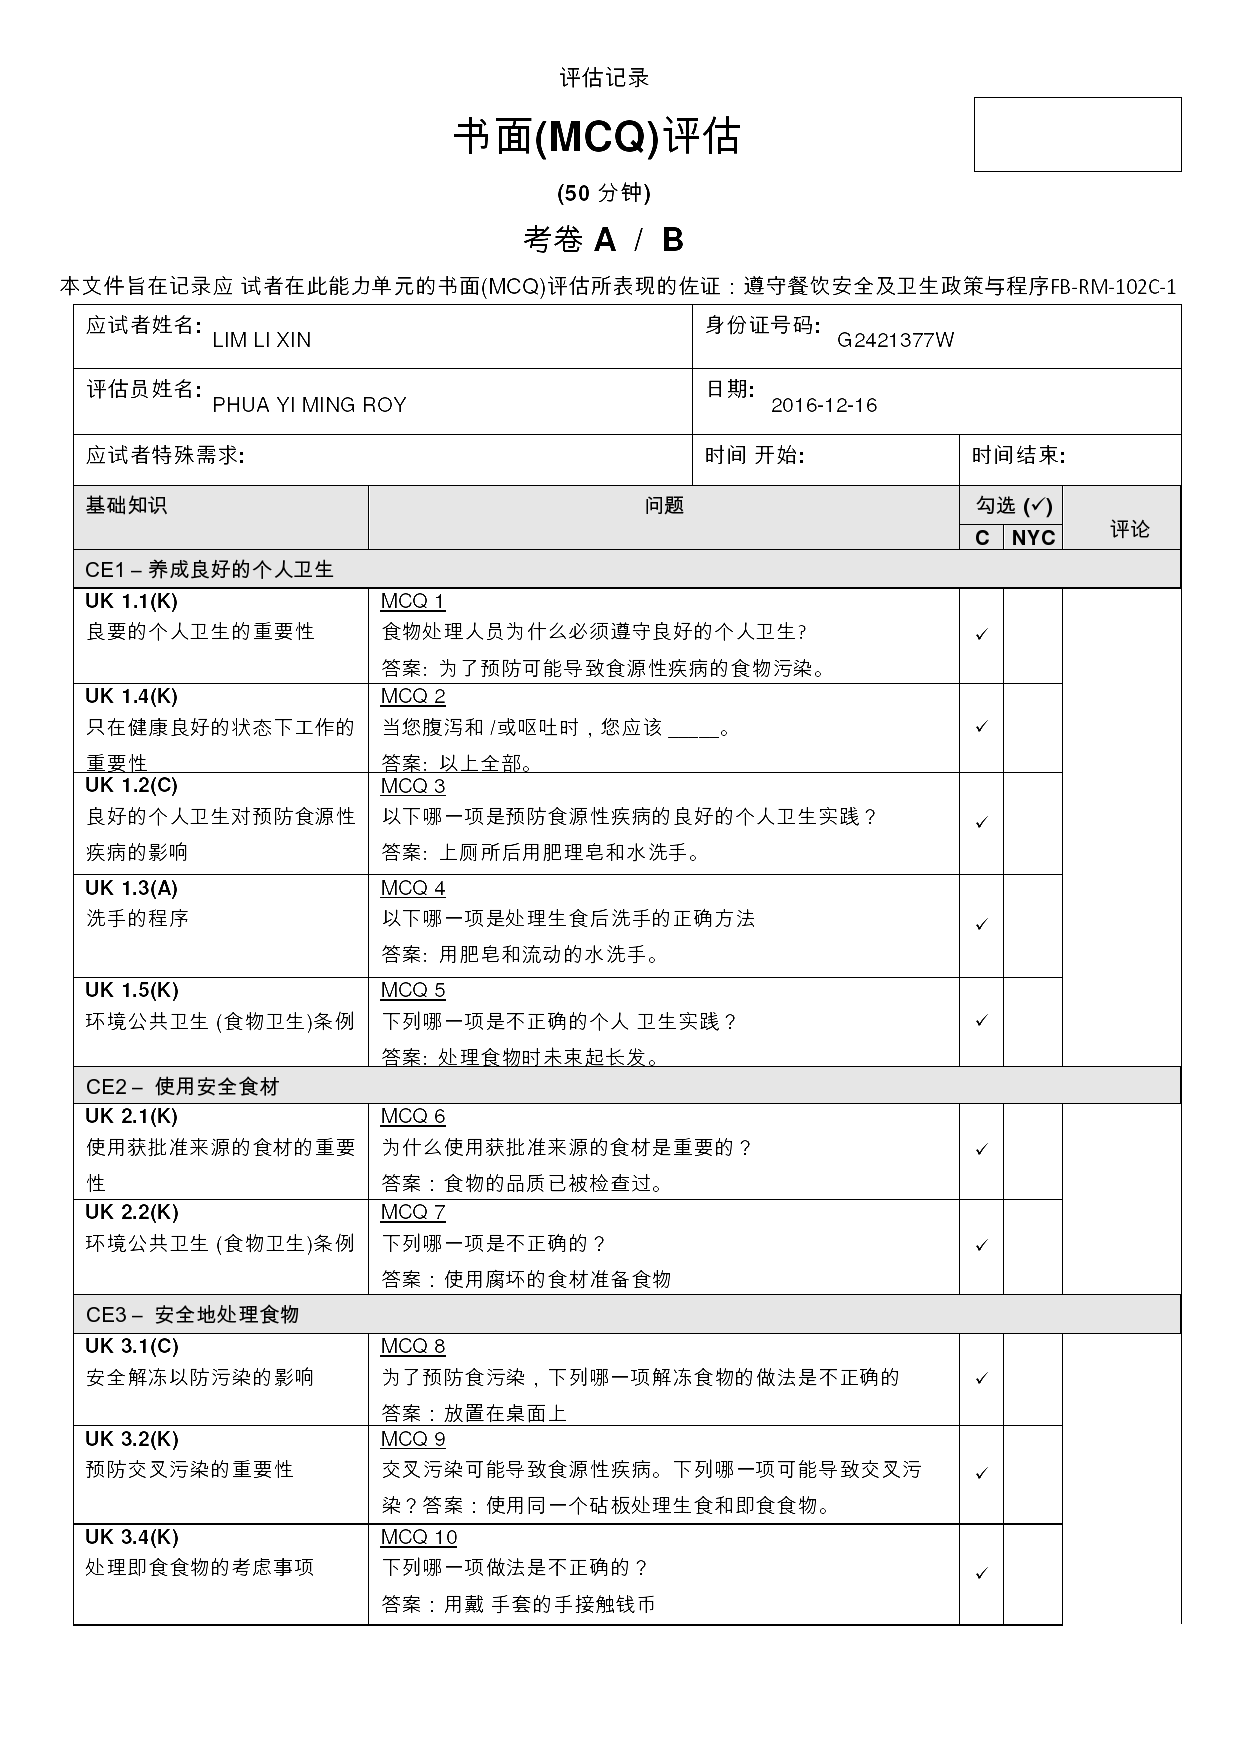 评估记录
书面(MCQ)评估
(50 分钟)
考卷 A / B
本文件旨在记录应 试者在此能力单元的书面(MCQ)评估所表现的佐证：遵守餐饮安全及卫生政策与程序FB-RM-102C-1
应试者姓名: LIM LI XIN
身份证号码: G2421377W
评估员姓名: PHUA YI MING ROY
日期: 2016-12-16
应试者特殊需求:
时间 开始:
时间结束:
基础知识
问题
勾选 (✓)
评论
C
NYC
CE1 – 养成良好的个人卫生
UK 1.1(K)
良要的个人卫生的重要性
MCQ 1
食物处理人员为什么必须遵守良好的个人卫生?
答案: 为了预防可能导致食源性疾病的食物污染。
✓
UK 1.4(K)
只在健康良好的状态下工作的
重要性
MCQ 2
当您腹泻和 /或呕吐时，您应该 _____。
答案: 以上全部。
✓
UK 1.2(C)
良好的个人卫生对预防食源性
疾病的影响
MCQ 3
以下哪一项是预防食源性疾病的良好的个人卫生实践？
答案: 上厕所后用肥理皂和水洗手。
✓
UK 1.3(A)
洗手的程序
MCQ 4
以下哪一项是处理生食后洗手的正确方法
答案: 用肥皂和流动的水洗手。
✓
UK 1.5(K)
环境公共卫生 (食物卫生)条例
MCQ 5
下列哪一项是不正确的个人 卫生实践？
答案: 处理食物时未束起长发。
✓
CE2 – 使用安全食材
UK 2.1(K)
使用获批准来源的食材的重要
性
MCQ 6
为什么使用获批准来源的食材是重要的？
答案：食物的品质已被检查过。
✓
UK 2.2(K)
环境公共卫生 (食物卫生)条例
MCQ 7
下列哪一项是不正确的？
答案：使用腐坏的食材准备食物
✓
CE3 – 安全地处理食物
UK 3.1(C)
安全解冻以防污染的影响
MCQ 8
为了预防食污染，下列哪一项解冻食物的做法是不正确的
答案：放置在桌面上
✓
UK 3.2(K)
预防交叉污染的重要性
MCQ 9
交叉污染可能导致食源性疾病。下列哪一项可能导致交叉污
染？答案：使用同一个砧板处理生食和即食食物。
✓
UK 3.4(K)
处理即食食物的考虑事项
MCQ 10
下列哪一项做法是不正确的？
答案：用戴 手套的手接触钱币
✓